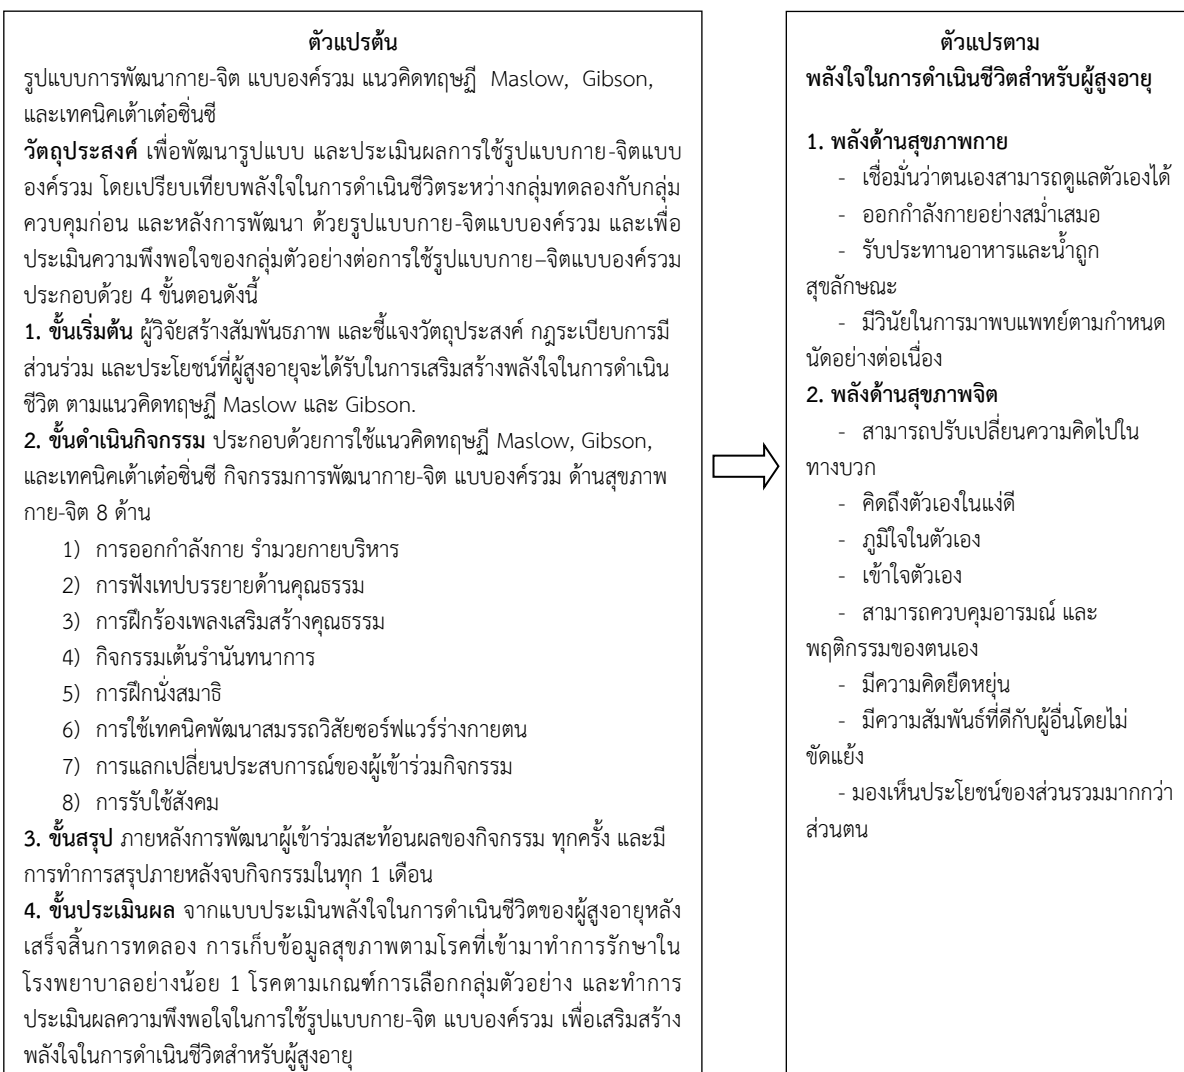 ตัวแปรต้น
รูปแบบการพัฒนากาย-จิต แบบองค์รวม แนวคิดทฤษฏี Maslow, Gibson,
และเทคนิคเต้าเต๋อซิ่นซี
วัตถุประสงค์ เพื่อพัฒนารูปแบบ และประเมินผลการใช้รูปแบบกาย-จิตแบบ
องค์รวม โดยเปรียบเทียบพลังใจในการดำเนินชีวิตระหว่างกลุ่มทดลองกับกลุ่ม
ควบคุมก่อน และหลังการพัฒนา ด้วยรูปแบบกาย-จิตแบบองค์รวม และเพื่อ
ประเมินความพึงพอใจของกลุ่มตัวอย่างต่อการใช้รูปแบบกาย–จิตแบบองค์รวม
ประกอบด้วย 4 ขั้นตอนดังนี้
1. ขั้นเริ่มต้น ผู้วิจัยสร้างสัมพันธภาพ และชี้แจงวัตถุประสงค์ กฎระเบียบการมี
ส่วนร่วม และประโยชน์ที่ผู้สูงอายุจะได้รับในการเสริมสร้างพลังใจในการดำเนิน
ชีวิต ตามแนวคิดทฤษฏี Maslow และ Gibson.
2. ขั้นดำเนินกิจกรรม ประกอบด้วยการใช้แนวคิดทฤษฏี Maslow, Gibson,
และเทคนิคเต้าเต๋อซิ่นซี กิจกรรมการพัฒนากาย-จิต แบบองค์รวม ด้านสุขภาพ
กาย-จิต 8 ด้าน
1) การออกกำลังกาย รำมวยกายบริหาร
2) การฟังเทปบรรยายด้านคุณธรรม
3) การฝึกร้องเพลงเสริมสร้างคุณธรรม
4) กิจกรรมเต้นรำนันทนาการ
5) การฝึกนั่งสมาธิ
6) การใช้เทคนิคพัฒนาสมรรถวิสัยซอร์ฟแวร์ร่างกายตน
7) การแลกเปลี่ยนประสบการณ์ของผู้เข้าร่วมกิจกรรม
8) การรับใช้สังคม
3. ขั้นสรุป ภายหลังการพัฒนาผู้เข้าร่วมสะท้อนผลของกิจกรรม ทุกครั้ง และมี
การทำการสรุปภายหลังจบกิจกรรมในทุก 1 เดือน
4. ขั้นประเมินผล จากแบบประเมินพลังใจในการดำเนินชีวิตของผู้สูงอายุหลัง
เสร็จสิ้นการทดลอง การเก็บข้อมูลสุขภาพตามโรคที่เข้ามาทำการรักษาใน
โรงพยาบาลอย่างน้อย 1 โรคตามเกณฑ์การเลือกกลุ่มตัวอย่าง และทำการ
ประเมินผลความพึงพอใจในการใช้รูปแบบกาย-จิต แบบองค์รวม เพื่อเสริมสร้าง
พลังใจในการดำเนินชีวิตสำหรับผู้สูงอายุ
ตัวแปรตาม
พลังใจในการดำเนินชีวิตสำหรับผู้สูงอายุ
1. พลังด้านสุขภาพกาย
- เชื่อมั่นว่าตนเองสามารถดูแลตัวเองได้
- ออกกำลังกายอย่างสม่ำเสมอ
- รับประทานอาหารและน้ำถูก
สุขลักษณะ
- มีวินัยในการมาพบแพทย์ตามกำหนด
นัดอย่างต่อเนื่อง
2. พลังด้านสุขภาพจิต
- สามารถปรับเปลี่ยนความคิดไปใน
ทางบวก
- คิดถึงตัวเองในแง่ดี
- ภูมิใจในตัวเอง
- เข้าใจตัวเอง
- สามารถควบคุมอารมณ์ และ
พฤติกรรมของตนเอง
- มีความคิดยืดหยุ่น
- มีความสัมพันธ์ที่ดีกับผู้อื่นโดยไม่
ขัดแย้ง
- มองเห็นประโยชน์ของส่วนรวมมากกว่า
ส่วนตน